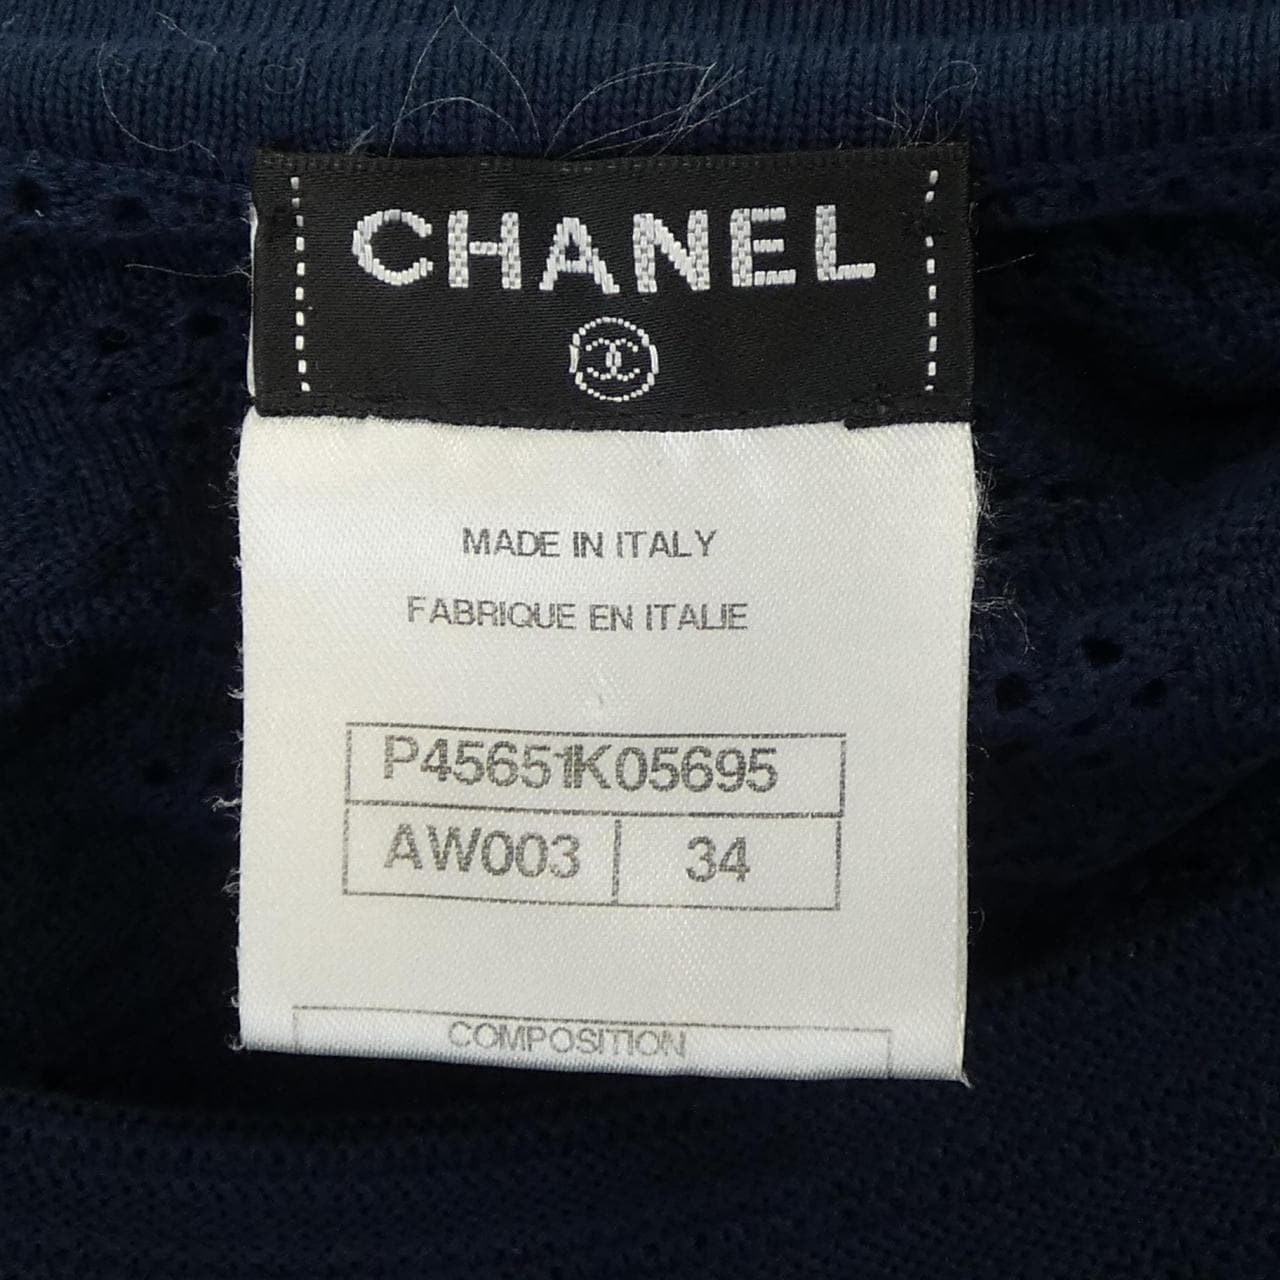 CHANEL
MADE IN ITALY
FABRIQUE EN ITALIE
P45651K05695
AW003 34
COMPOSITION